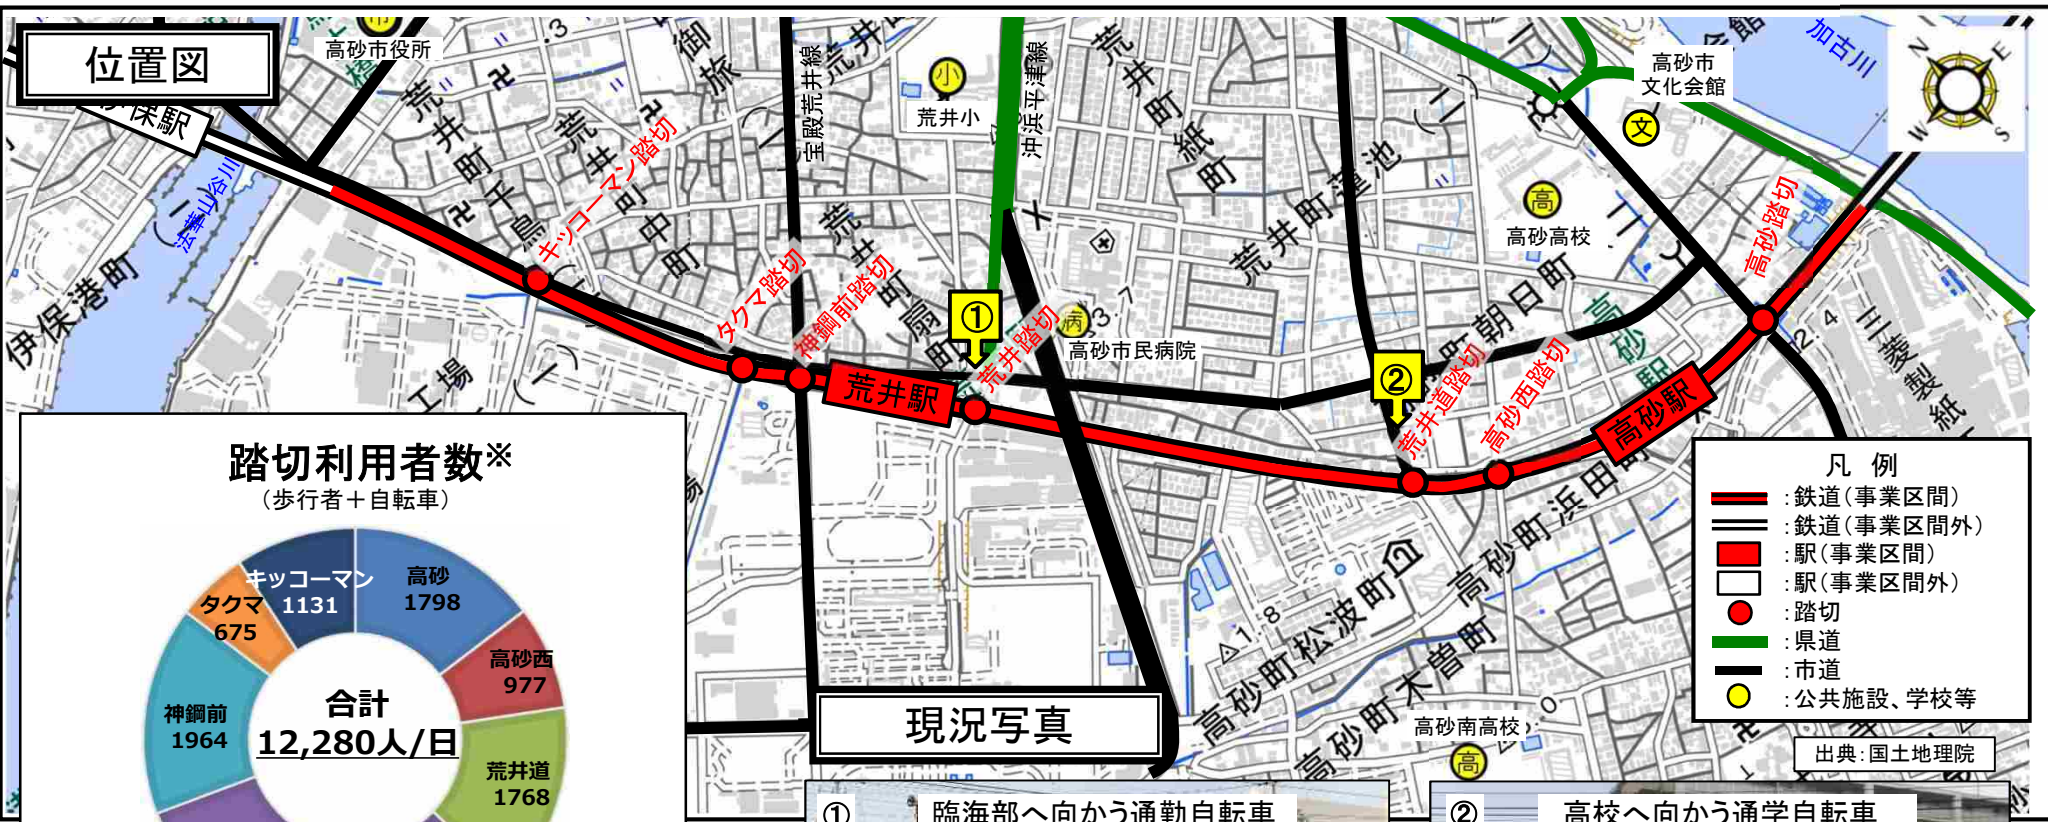 位置図
高砂市役所
荒井小
宝殿荒井線
沖浜平津線
高砂市
文化会館
加古川
N
E
W
S
法華山谷川
伊保港町
工場
荒井町千鳥
荒井町中町
御旅
荒井町扇町
荒井町紙町
荒井町蓮池
キッコーマン踏切
タクマ踏切
神鋼前踏切
荒井踏切
荒井道踏切
高砂西踏切
高砂踏切
小
病
高
文
高砂市民病院
高砂高校
①
②
荒井駅
高砂駅
三菱製紙
高砂町松波町
高砂町浜田町
高砂町木曽町
高砂南高校
高
踏切利用者数※
(歩行者+自転車)
キッコーマン
1131
高砂
1798
タクマ
675
高砂西
977
神鋼前
1964
荒井道
1768
合計
12,280人/日
凡 例
:鉄道(事業区間)
:鉄道(事業区間外)
:駅(事業区間)
:駅(事業区間外)
:踏切
:県道
:市道
:公共施設、学校等
出典:国土地理院
現況写真
① 臨海部へ向かう通勤自転車
② 高校へ向かう通学自転車